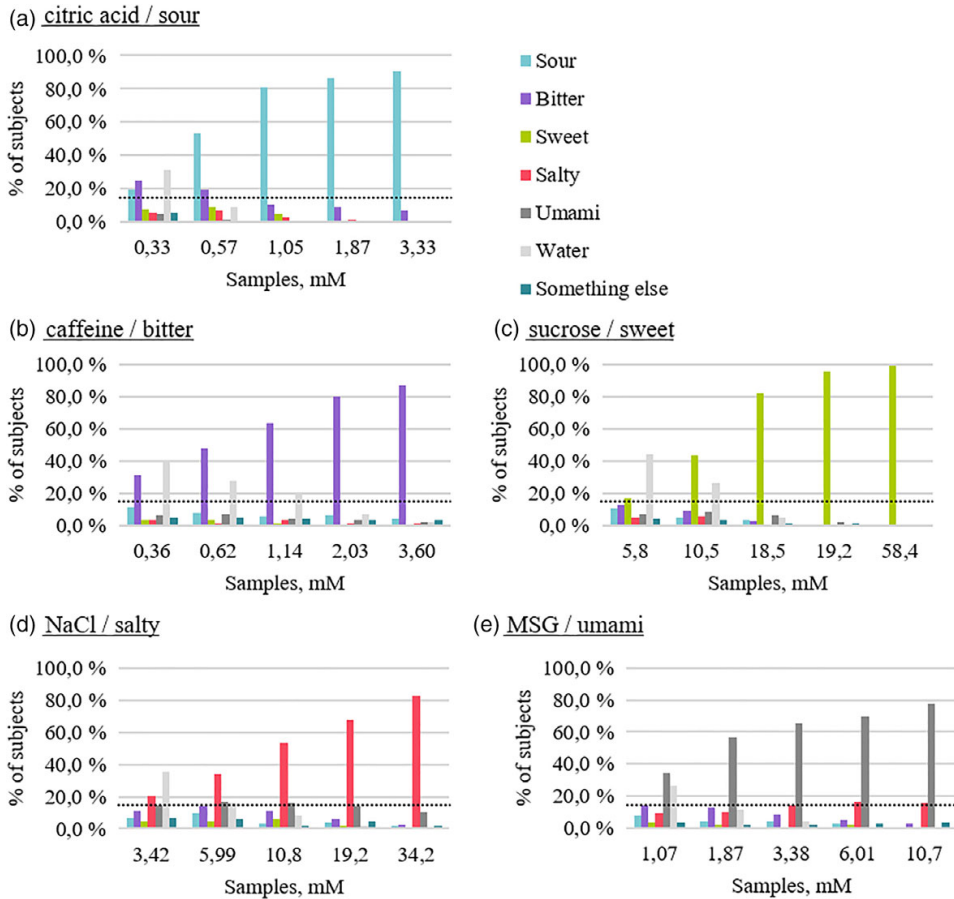 (a) citric acid / sour
% of subjects
100,0 %
80,0 %
60,0 %
40,0 %
20,0 %
0,0 %
0,33 0,57 1,05 1,87 3,33
Samples, mM
Sour
Bitter
Sweet
Salty
Umami
Water
Something else
(b) caffeine / bitter
% of subjects
100,0 %
80,0 %
60,0 %
40,0 %
20,0 %
0,0 %
0,36 0,62 1,14 2,03 3,60
Samples, mM
(c) sucrose / sweet
% of subjects
100,0 %
80,0 %
60,0 %
40,0 %
20,0 %
0,0 %
5,8 10,5 18,5 19,2 58,4
Samples, mM
(d) NaCl / salty
% of subjects
100,0 %
80,0 %
60,0 %
40,0 %
20,0 %
0,0 %
3,42 5,99 10,8 19,2 34,2
Samples, mM
(e) MSG / umami
% of subjects
100,0 %
80,0 %
60,0 %
40,0 %
20,0 %
0,0 %
1,07 1,87 3,38 6,01 10,7
Samples, mM